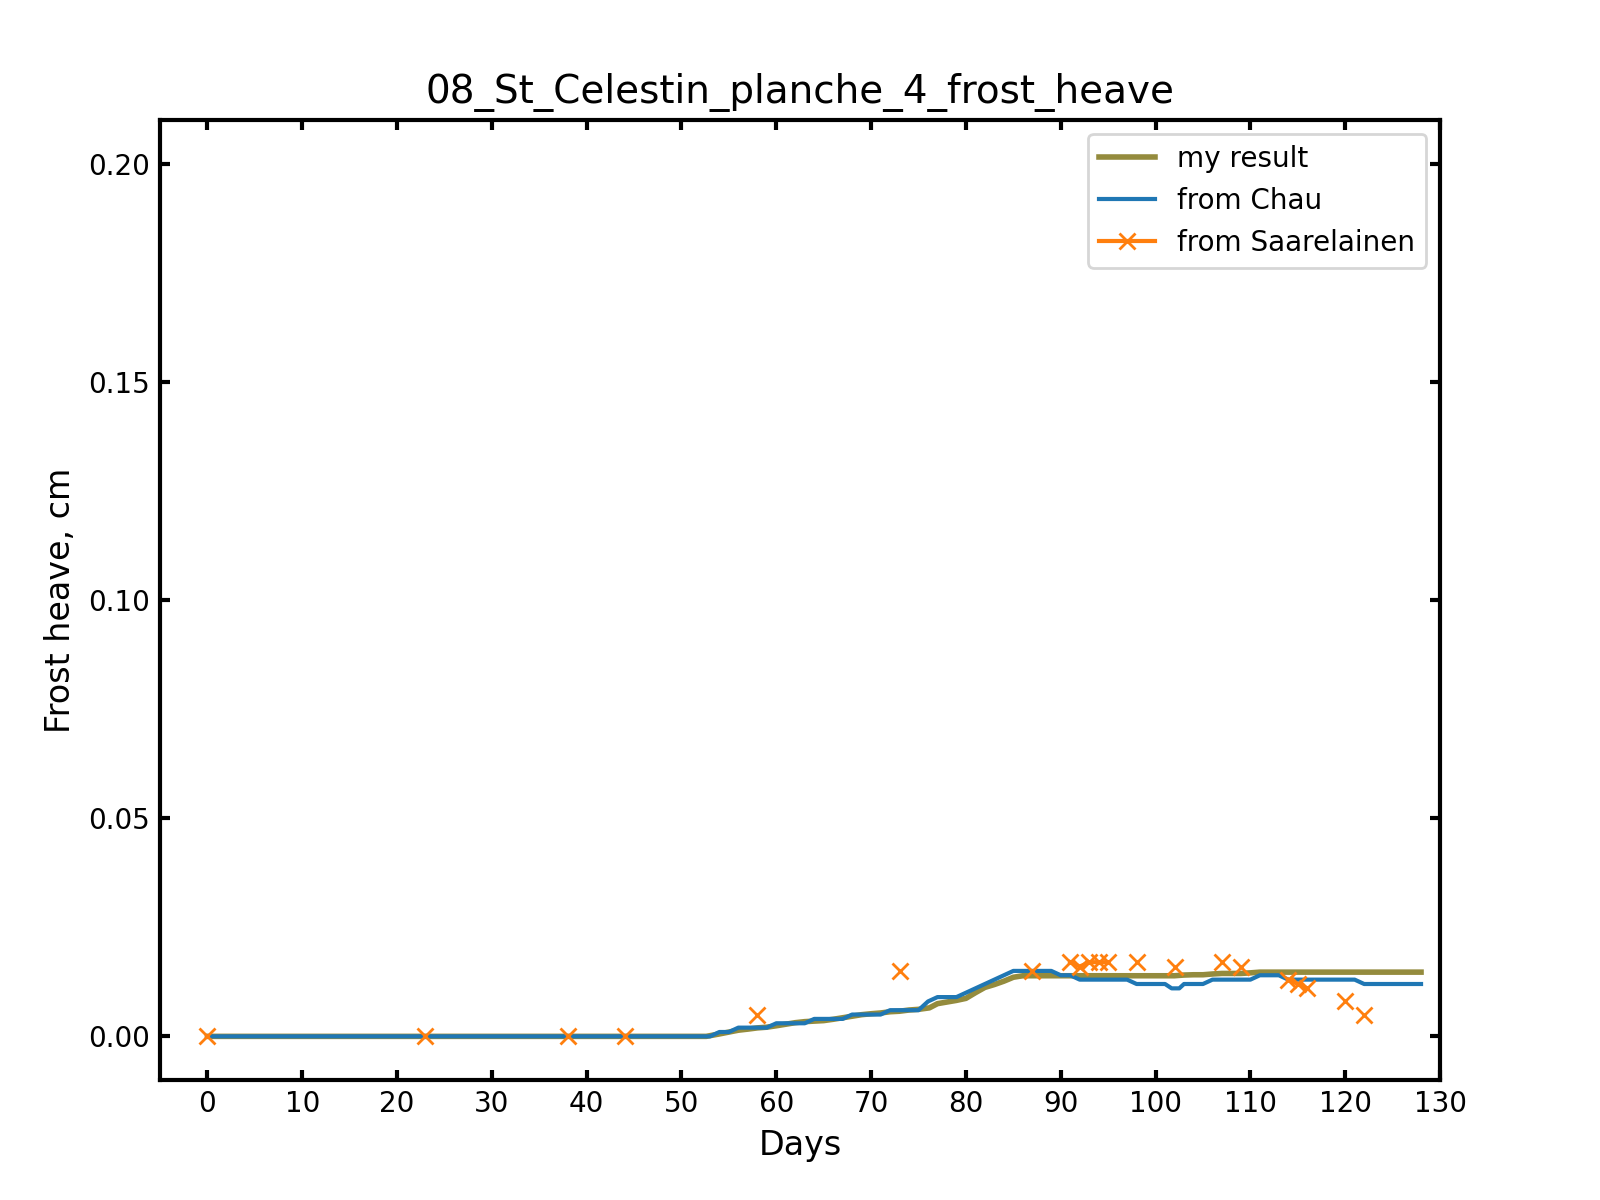 08_St_Celestin_planche_4_frost_heave
my result
from Chau
from Saarelainen
0.20
0.15
0.10
0.05
0.00
Frost heave, cm
0 10 20 30 40 50 60 70 80 90 100 110 120 130
Days